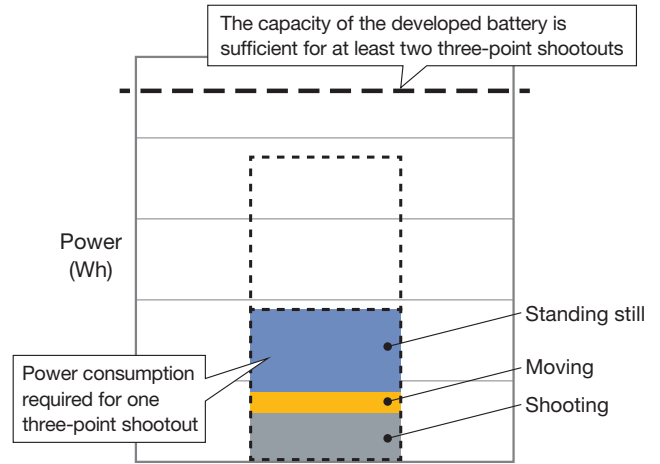 The capacity of the developed battery is
sufficient for at least two three-point shootouts
Power
(Wh)
Standing still
Moving
Shooting
Power consumption
required for one
three-point shootout